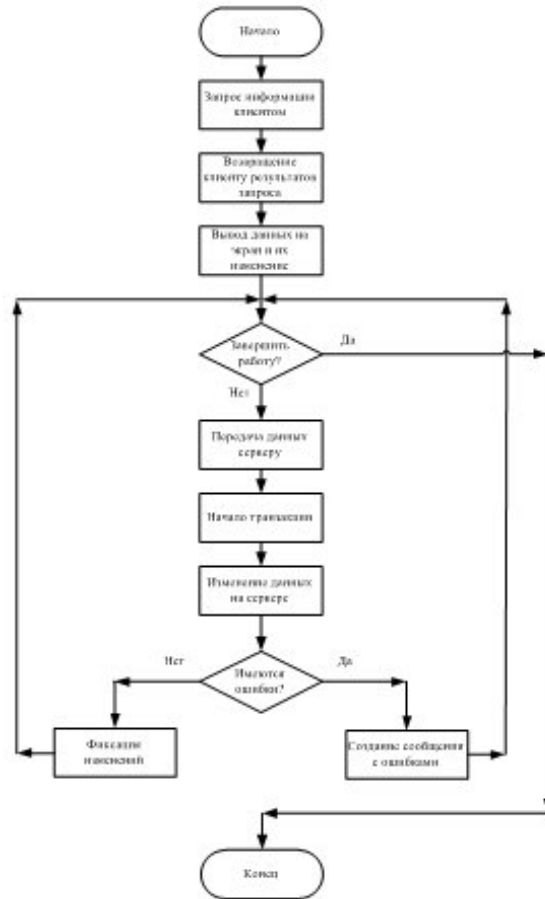 Начало
Запрос информации
клиентом
Возвращение
клиенту результатов
запроса
Вывод данных на
экран и их
изменение
Завершить
работу?
Да
Нет
Передача данных
серверу
Начало транзакции
Изменение данных
на сервере
Нет
Имеются
ошибки?
Да
Фиксация
изменений
Создание сообщения
с ошибками
Конец